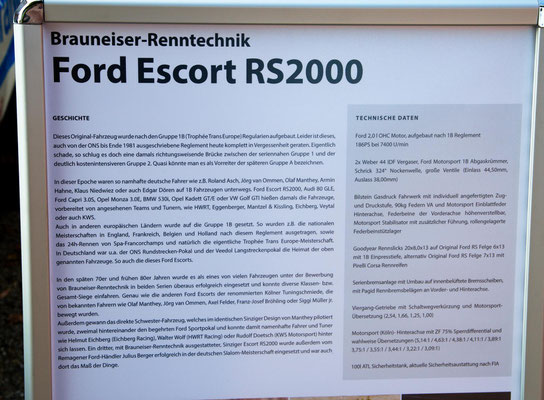 Brauneiser-Renntechnik
Ford Escort RS2000
GESCHICHTE
Dieses Original-Fahrzeug wurde nach den Gruppe 1B (Trophée Trans Europe) Regularien aufgebaut. Leider ist dieses,
auch von der ONS bis Ende 1981 ausgeschriebene Reglement heute komplett in Vergessenheit geraten. Eigentlich
schade, so schlug es doch eine damals richtungsweisende Brücke zwischen der seriennahen Gruppe 1 und der
deutlich kostenintensiveren Gruppe 2. Quasi könnte man es als Vorreiter der späteren Gruppe A bezeichnen.
In dieser Epoche waren so namhafte deutsche Fahrer wie z.B. Roland Asch, Jörg van Ommen, Olaf Manthey, Armin
Hahne, Klaus Niedwiez oder auch Edgar Dören auf 1B Fahrzeugen unterwegs. Ford Escort RS2000, Audi 80 GLE,
Ford Capri 3.0S, Opel Monza 3.0E, BMW 530i, Opel Kadett GT/E oder VW Golf GTI hießen damals die Fahrzeuge,
vorbereitet von angesehenen Teams und Tunern, wie HWRT, Eggenberger, Mantzel & Kissling, Eichberg, Veytal
oder auch KWS.
Auch in anderen europäischen Ländern wurde auf die Gruppe 1B gesetzt. So wurden z.B. die nationalen
Meisterschaften in England, Frankreich, Belgien und Holland nach diesem Reglement ausgetragen, sowie
das 24h-Rennen von Spa-Francorchamps und natürlich die eigentliche Trophée Trans Europe-Meisterschaft.
In Deutschland war u.a. der ONS Rundstrecken-Pokal und der Veedol Langstreckenpokal die Heimat der oben
genannten Fahrzeuge. So auch die dieses Ford Escorts.
In den späten 70er und frühen 80er Jahren wurde es als eines von vielen Fahrzeugen unter der Bewerbung
von Brauneiser-Renntechnik in beiden Serien überaus erfolgreich eingesetzt und konnte diverse Klassen- bzw.
Gesamt-Siege einfahren. Genau wie die anderen Ford Escorts der renommierten Kölner Tuningschmiede, die
von bekannten Fahrern wie Olaf Manthey, Jörg van Ommen, Axel Felder, Franz-Josef Bröhling oder Siggi Müller Jr.
bewegt wurden.
Außerdem gewann das direkte Schwester-Fahrzeug, welches im identischen Sinziger Design von Manthey pilotiert
wurde, zweimal hintereinander den begehrten Ford Sportpokal und konnte damit namenhafte Fahrer und Tuner
wie Helmut Eichberg (Eichberg Racing), Walter Wolf (HWRT Racing) oder Rudolf Doetsch (KWS Motorsport) hinter
sich lassen. Ein dritter, mit Brauneiser-Technik ausgestatteter, Sinziger Escort RS2000 wurde außerdem vom
Remagener Ford-Händler Julius Berger erfolgreich in der deutschen Slalom-Meisterschaft eingesetzt und war auch
dort das Maß der Dinge.
TECHNISCHE DATEN
Ford 2.0l OHC Motor, aufgebaut nach 1B Reglement
186PS bei 7400 U/min
2x Weber 44 IDF Vergaser, Ford Motorsport 1B Abgaskrümmer,
Schrick 324° Nockenwelle, große Ventile (Einlass 44,50mm,
Auslass 38,00mm)
Bilstein Gasdruck Fahrwerk mit individuell angefertigten Zug-
und Druckstufen, 90kg Federn VA und Motorsport Einblattfeder
Hinterachse, Federbeine der Vorderachse höhenverstellbar,
Motorsport Stabilisator mit zusätzlicher Führung, rollengelagerte
Federbeinstützlager
Goodyear Rennslicks 20x8,0x13 auf Original Ford RS Felge 6x13
mit 1B Einpresstiefe, alternativ Original Ford RS Felge 7x13 mit
Pirelli Corsa-Rennreifen
Serienbremsanlage mit Umbau auf innenbelüftete Bremsscheiben,
mit Pagid Rennbremsbelägen an Vorder- und Hinterachse.
Viergang-Getriebe mit Schaltwegverkürzung und Motorsport-
Übersetzung (2,54, 1,66, 1,25, 1,00)
Motorsport (Köln)- Hinterachse mit ZF 75% Sperrdifferential und
wahlweise Übersetzungen (5,14:1 / 4,63:1 / 4,38:1 / 4,11:1 / 3,89:1
3,75:1 / 3,55:1 / 3,44:1 / 3,22:1 / 3,09:1)
100l ATL Sicherheitstank, aktuelle Sicherheitsausstattung nach FIA